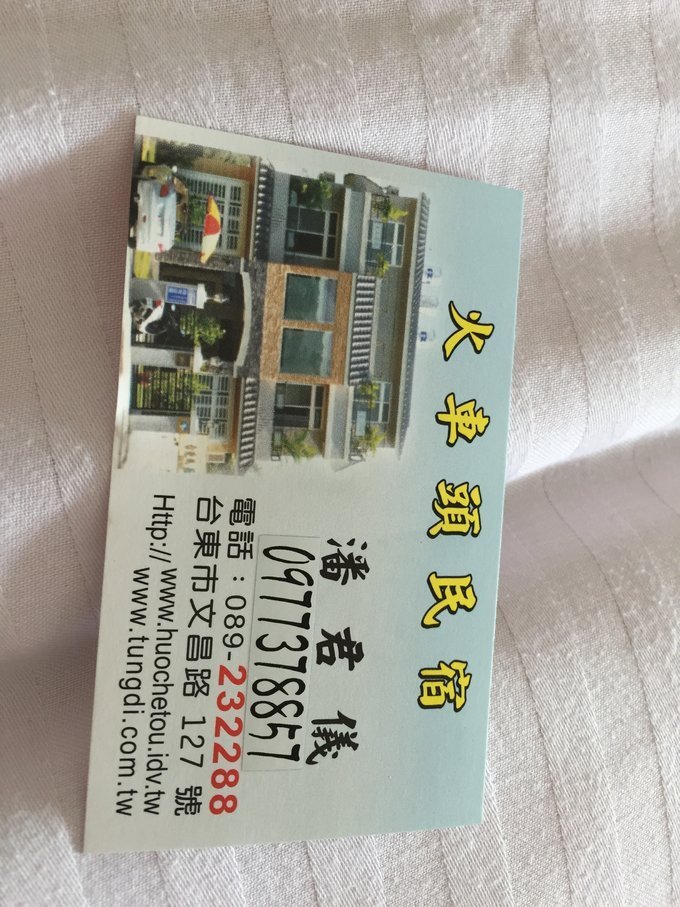 火車頭民宿
潘君儀
0977378857
電話：089-232288
台東市文昌路 127 號
Http:// www.huochetou.idv.tw
www.tungdi.com.tw